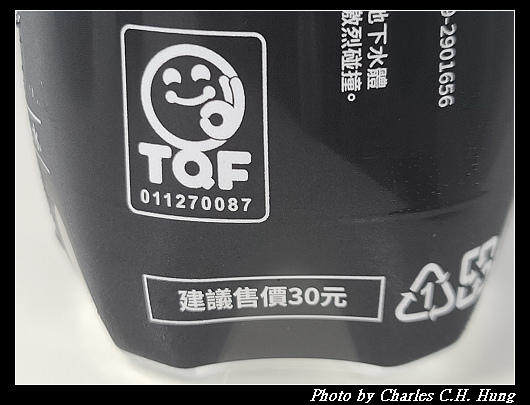 地下水體
激烈碰撞。
9-2901656
TQF
011270087
建議售價30元
1
Photo by Charles C.H. Hung